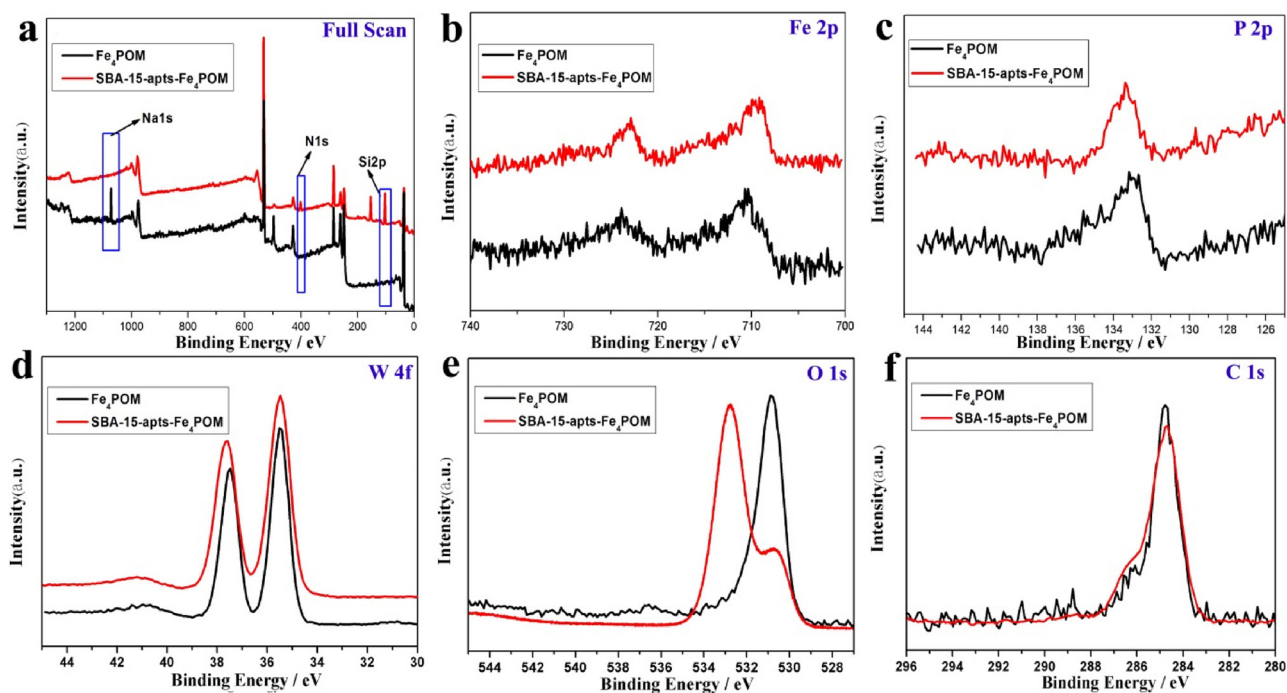 a
Full Scan
Fe4POM
SBA-15-apts-Fe4POM
Na1s
N1s
Si2p
Intensity(a.u.)
1200 1000 800 600 400 200 0
Binding Energy / eV
b
Fe 2p
Fe4POM
SBA-15-apts-Fe4POM
Intensity(a.u.)
740 730 720 710 700
Binding Energy / eV
c
P 2p
Fe4POM
SBA-15-apts-Fe4POM
Intensity(a.u.)
144 142 140 138 136 134 132 130 128 126
Binding Energy / eV
d
W 4f
Fe4POM
SBA-15-apts-Fe4POM
Intensity(a.u.)
44 42 40 38 36 34 32 30
Binding Energy / eV
e
O 1s
Fe4POM
SBA-15-apts-Fe4POM
Intensity(a.u.)
544 542 540 538 536 534 532 530 528
Binding Energy / eV
f
C 1s
Fe4POM
SBA-15-apts-Fe4POM
Intensity(a.u.)
296 294 292 290 288 286 284 282 280
Binding Energy / eV